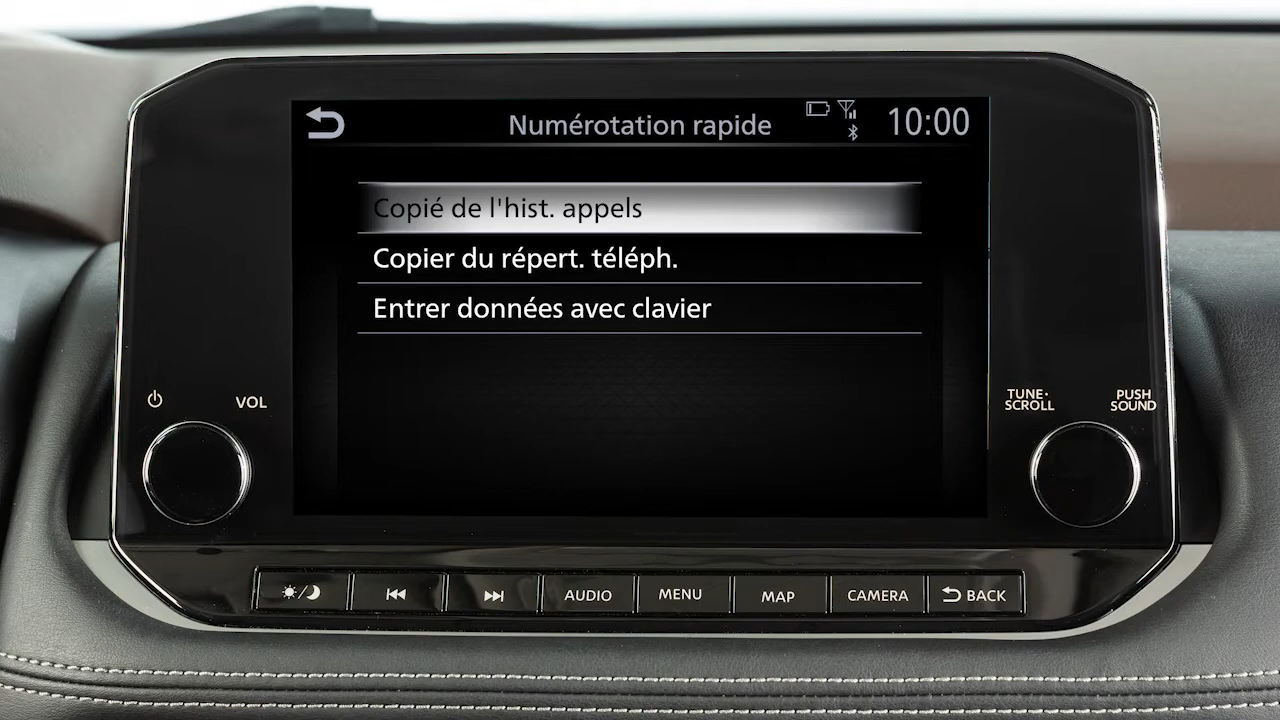 Numérotation rapide
10:00
Copié de l'hist. appels
Copier du répert. téléph.
Entrer données avec clavier
VOL
TUNE·
SCROLL
PUSH
SOUND
AUDIO
MENU
MAP
CAMERA
BACK